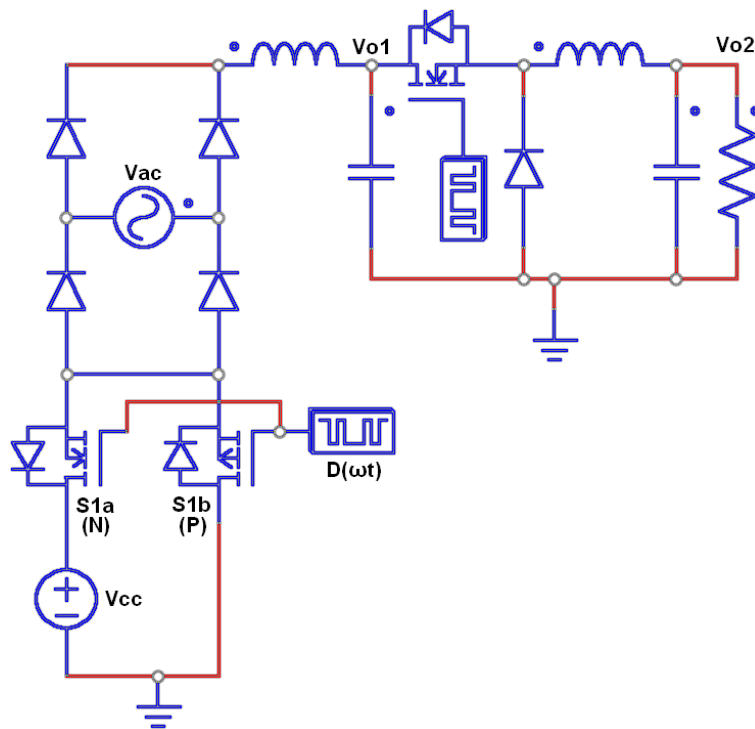 Vo1
Vo2
Vac
D(ωt)
S1a
(N)
S1b
(P)
Vcc